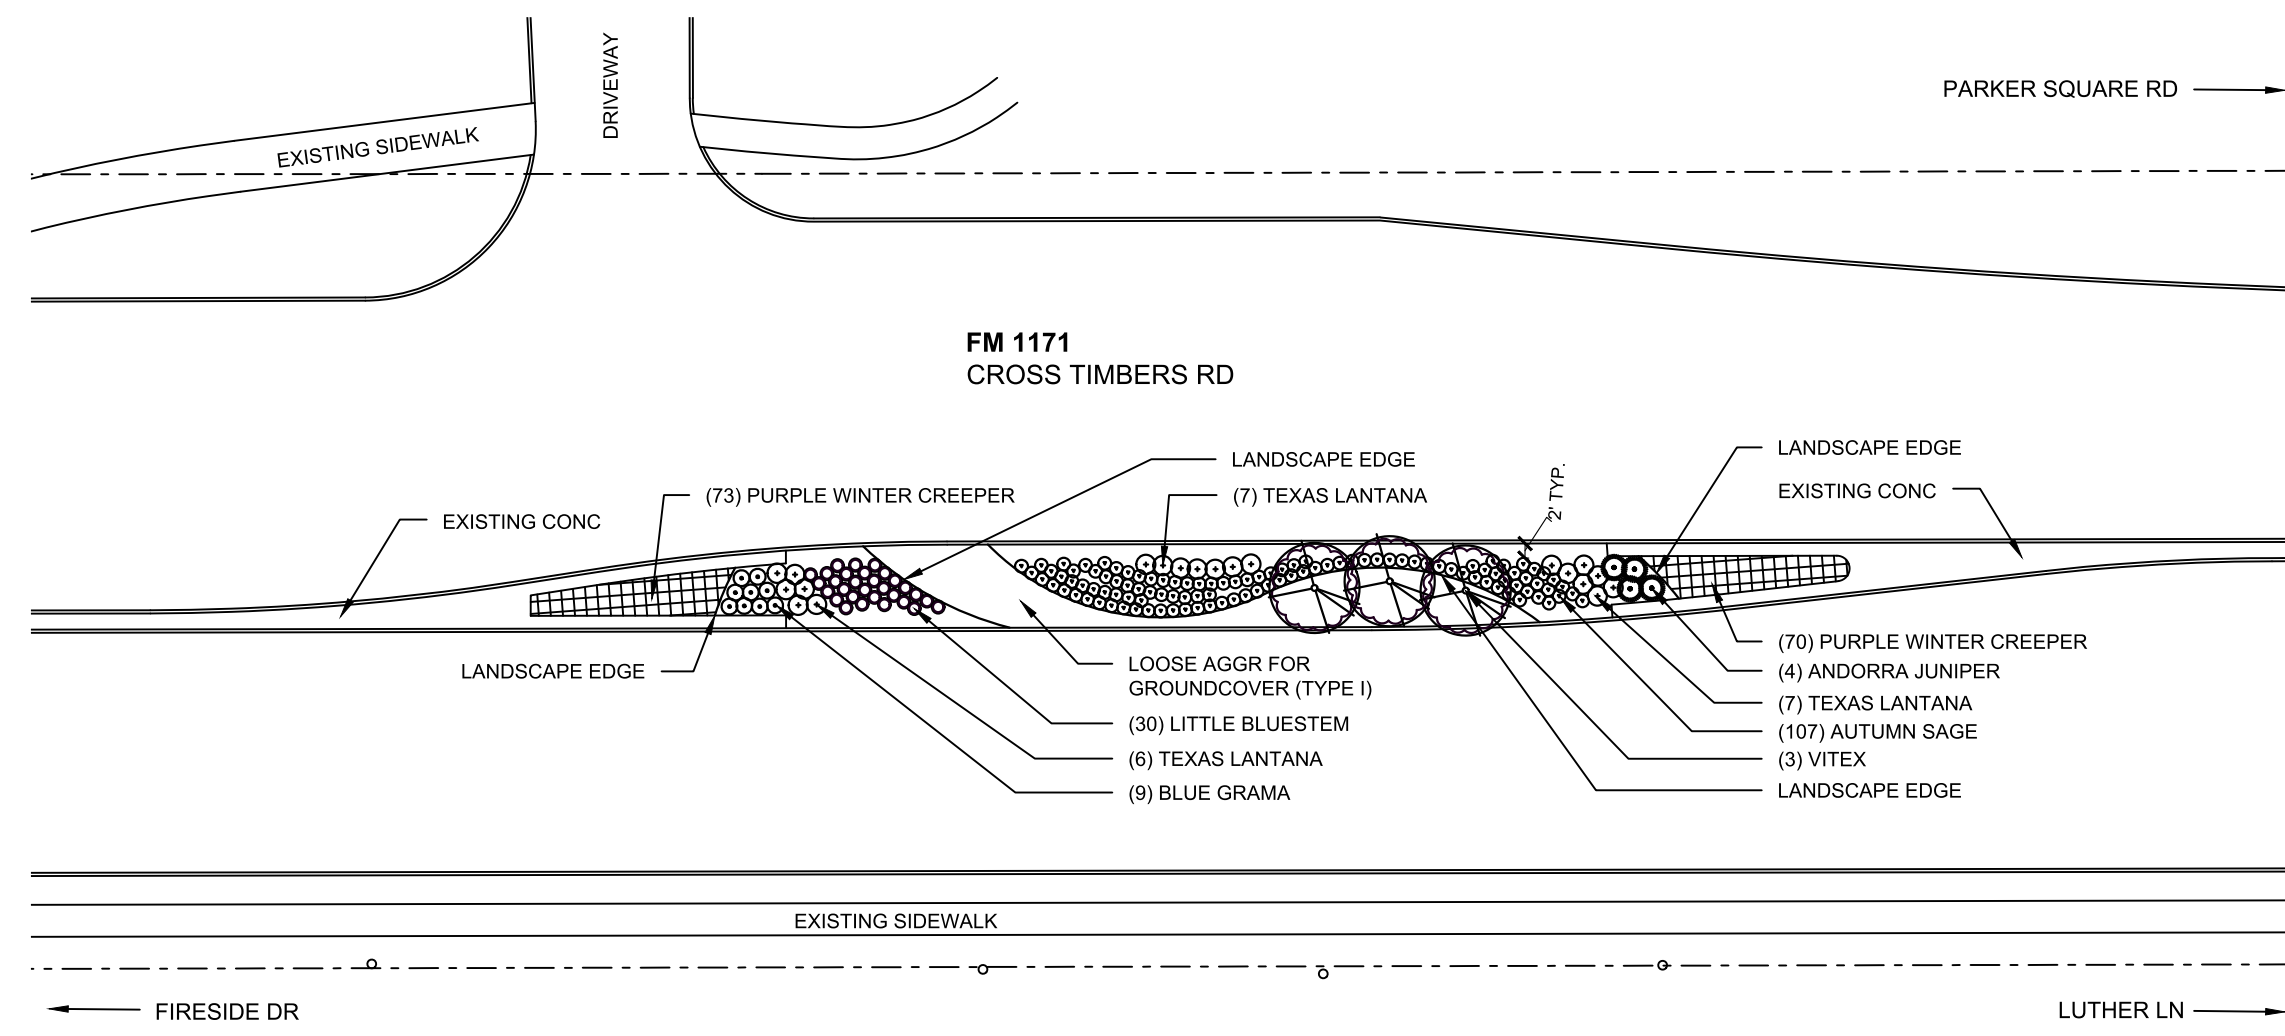 DRIVEWAY
PARKER SQUARE RD
EXISTING SIDEWALK
FM 1171
CROSS TIMBERS RD
LANDSCAPE EDGE
(7) TEXAS LANTANA
(73) PURPLE WINTER CREEPER
EXISTING CONC
2' TYP.
LANDSCAPE EDGE
EXISTING CONC
LANDSCAPE EDGE
LOOSE AGGR FOR
GROUNDCOVER (TYPE I)
(30) LITTLE BLUESTEM
(6) TEXAS LANTANA
(9) BLUE GRAMA
(70) PURPLE WINTER CREEPER
(4) ANDORRA JUNIPER
(7) TEXAS LANTANA
(107) AUTUMN SAGE
(3) VITEX
LANDSCAPE EDGE
EXISTING SIDEWALK
FIRESIDE DR
LUTHER LN